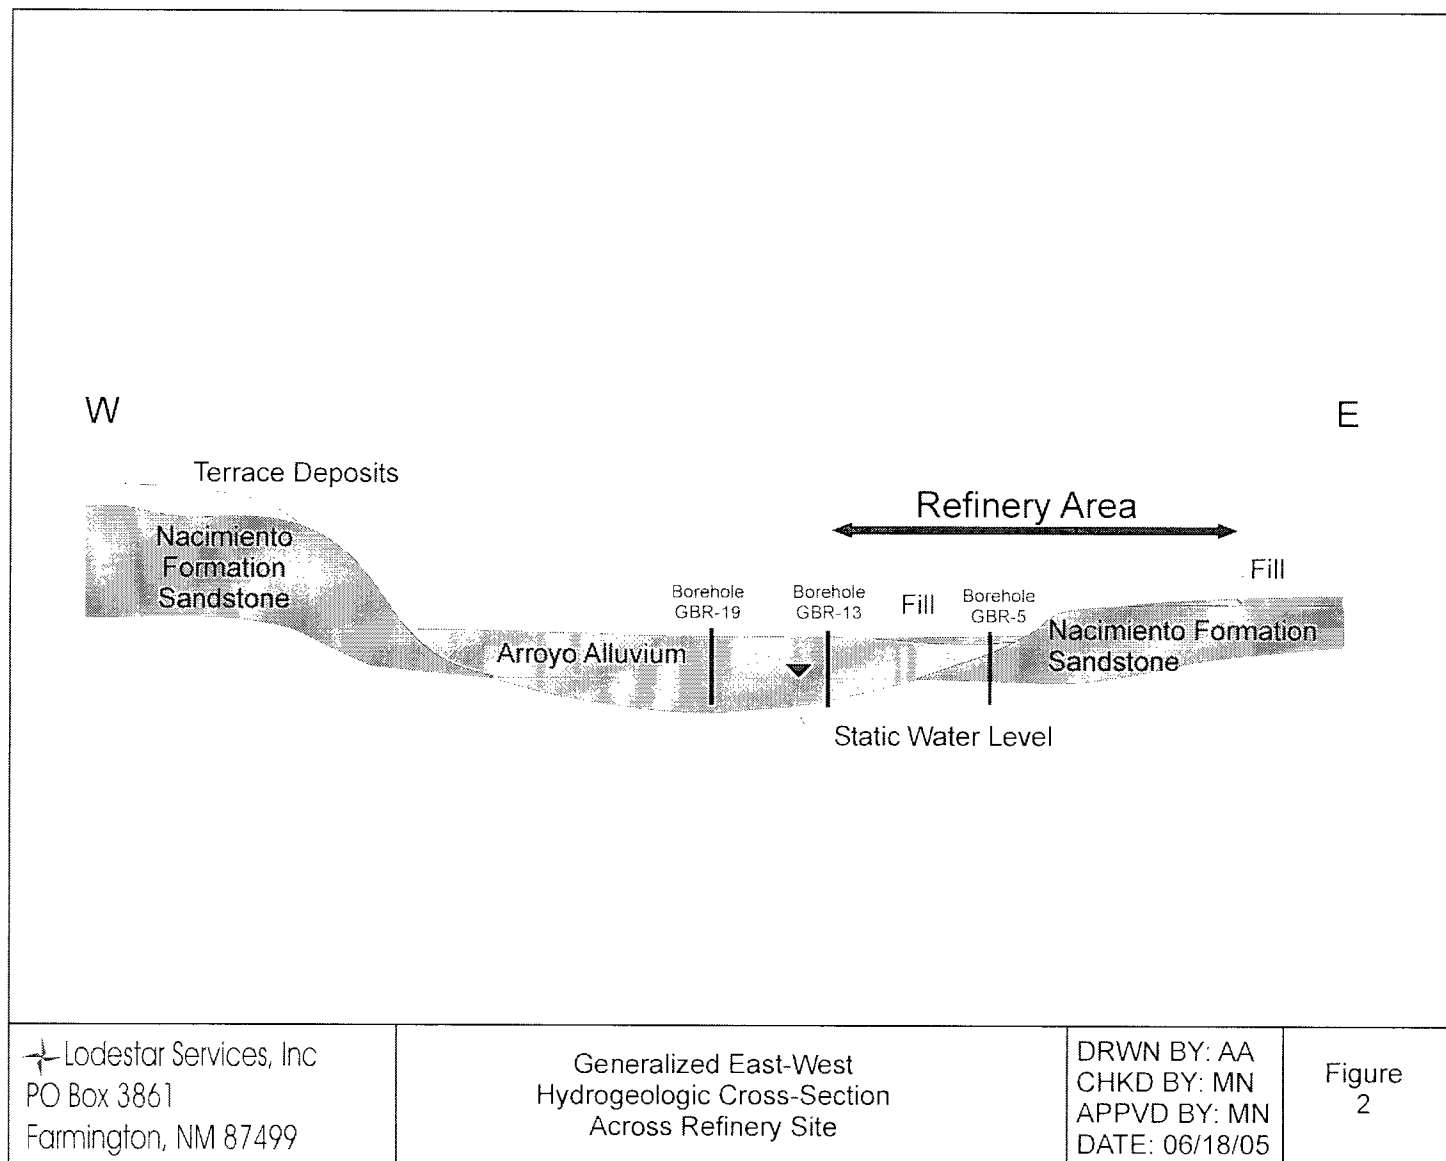 W
E
Terrace Deposits
Refinery Area
Nacimiento
Formation
Sandstone
Fill
Borehole
GBR-19
Borehole
GBR-13
Fill
Borehole
GBR-5
Nacimiento Formation
Sandstone
Arroyo Alluvium
Static Water Level
Lodestar Services, Inc
PO Box 3861
Farmington, NM 87499
Generalized East-West
Hydrogeologic Cross-Section
Across Refinery Site
DRWN BY: AA
CHKD BY: MN
APPVD BY: MN
DATE: 06/18/05
Figure
2